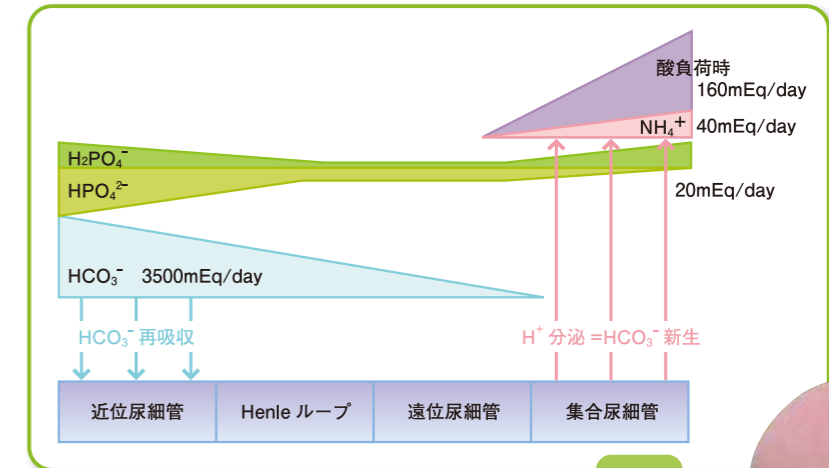 酸負荷時
160mEq/day
NH₄⁺ 40mEq/day
H₂PO₄⁻
HPO₄²⁻
20mEq/day
HCO₃⁻ 3500mEq/day
HCO₃⁻ 再吸収
H⁺ 分泌 =HCO₃⁻ 新生
近位尿細管
Henle ループ
遠位尿細管
集合尿細管